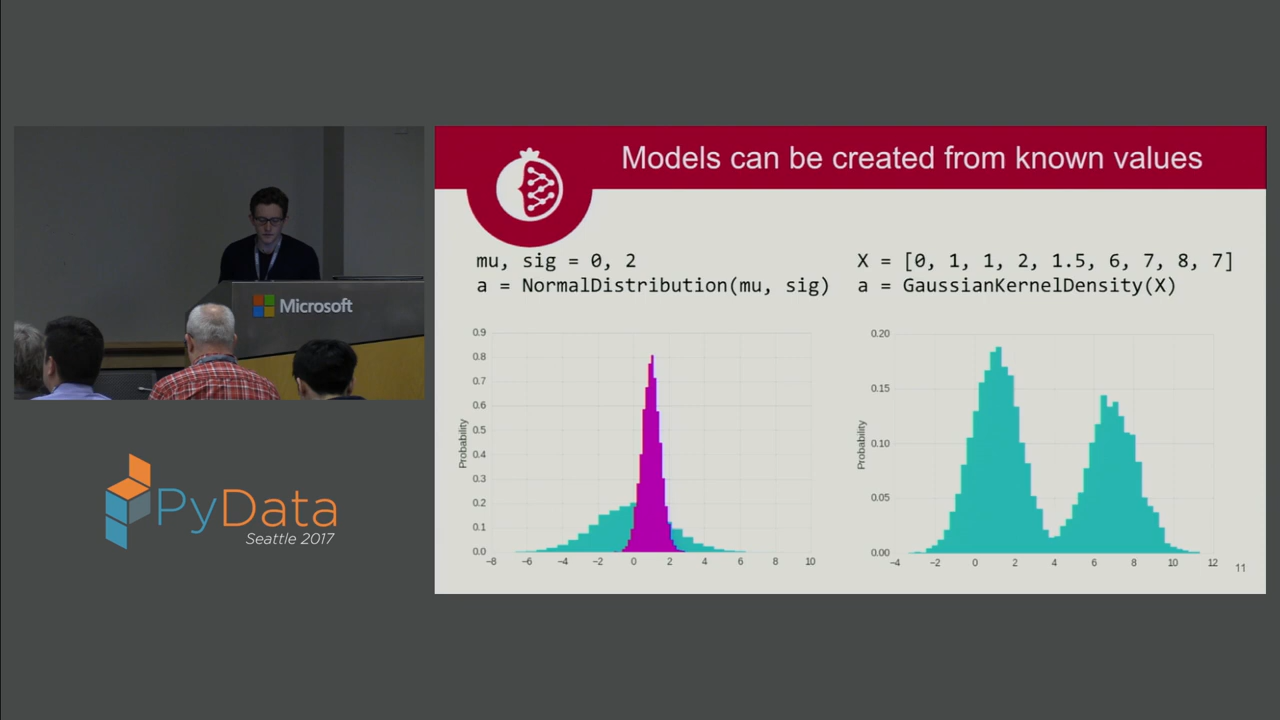 Models can be created from known values
mu, sig = 0, 2
a = NormalDistribution(mu, sig)
X = [0, 1, 1, 2, 1.5, 6, 7, 8, 7]
a = GaussianKernelDensity(X)
Microsoft
PyData
Seattle 2017
Probability
0.9
0.8
0.7
0.6
0.5
0.4
0.3
0.2
0.1
0.0
−8 −6 −4 −2 0 2 4 6 8 10
Probability
0.20
0.15
0.10
0.05
0.00
−4 −2 0 2 4 6 8 10 12
11